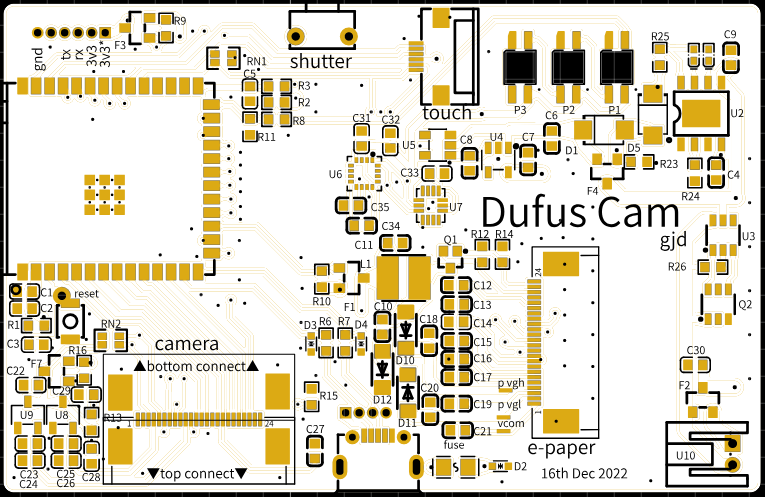 gnd
tx
rx
3v3
3v3*
F3
R9
RN1
shutter
touch
P3
P2
P1
R25
C9
C5
R3
R2
R8
R11
C31
C32
U5
C8
U4
C7
C6
D1
U2
D5
R23
F4
R24
C4
U6
C33
C35
U7
C11
C34
Dufus Cam
gjd
U3
Q1
R12
R14
R26
L1
R10
F1
24
C1
C2
reset
R1
C3
RN2
C12
C13
C14
C15
C16
C17
C19
C21
Q2
C10
C18
D3
R6
R7
D4
D10
camera
bottom connect
F7
R16
C22
C29
D12
D11
C20
R15
p vgh
p vgl
vcom
C30
F2
U9
U8
R13
1
24
1
C27
fuse
e-paper
U10
C23
C24
C25
C26
C28
top connect
S
D2
16th Dec 2022